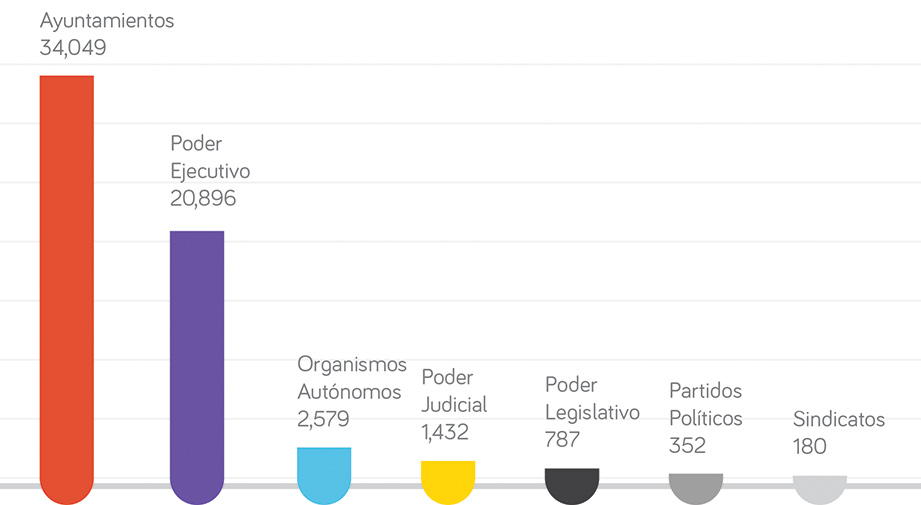 Ayuntamientos
34,049
Poder
Ejecutivo
20,896
Organismos
Autónomos
2,579
Poder
Judicial
1,432
Poder
Legislativo
787
Partidos
Políticos
352
Sindicatos
180